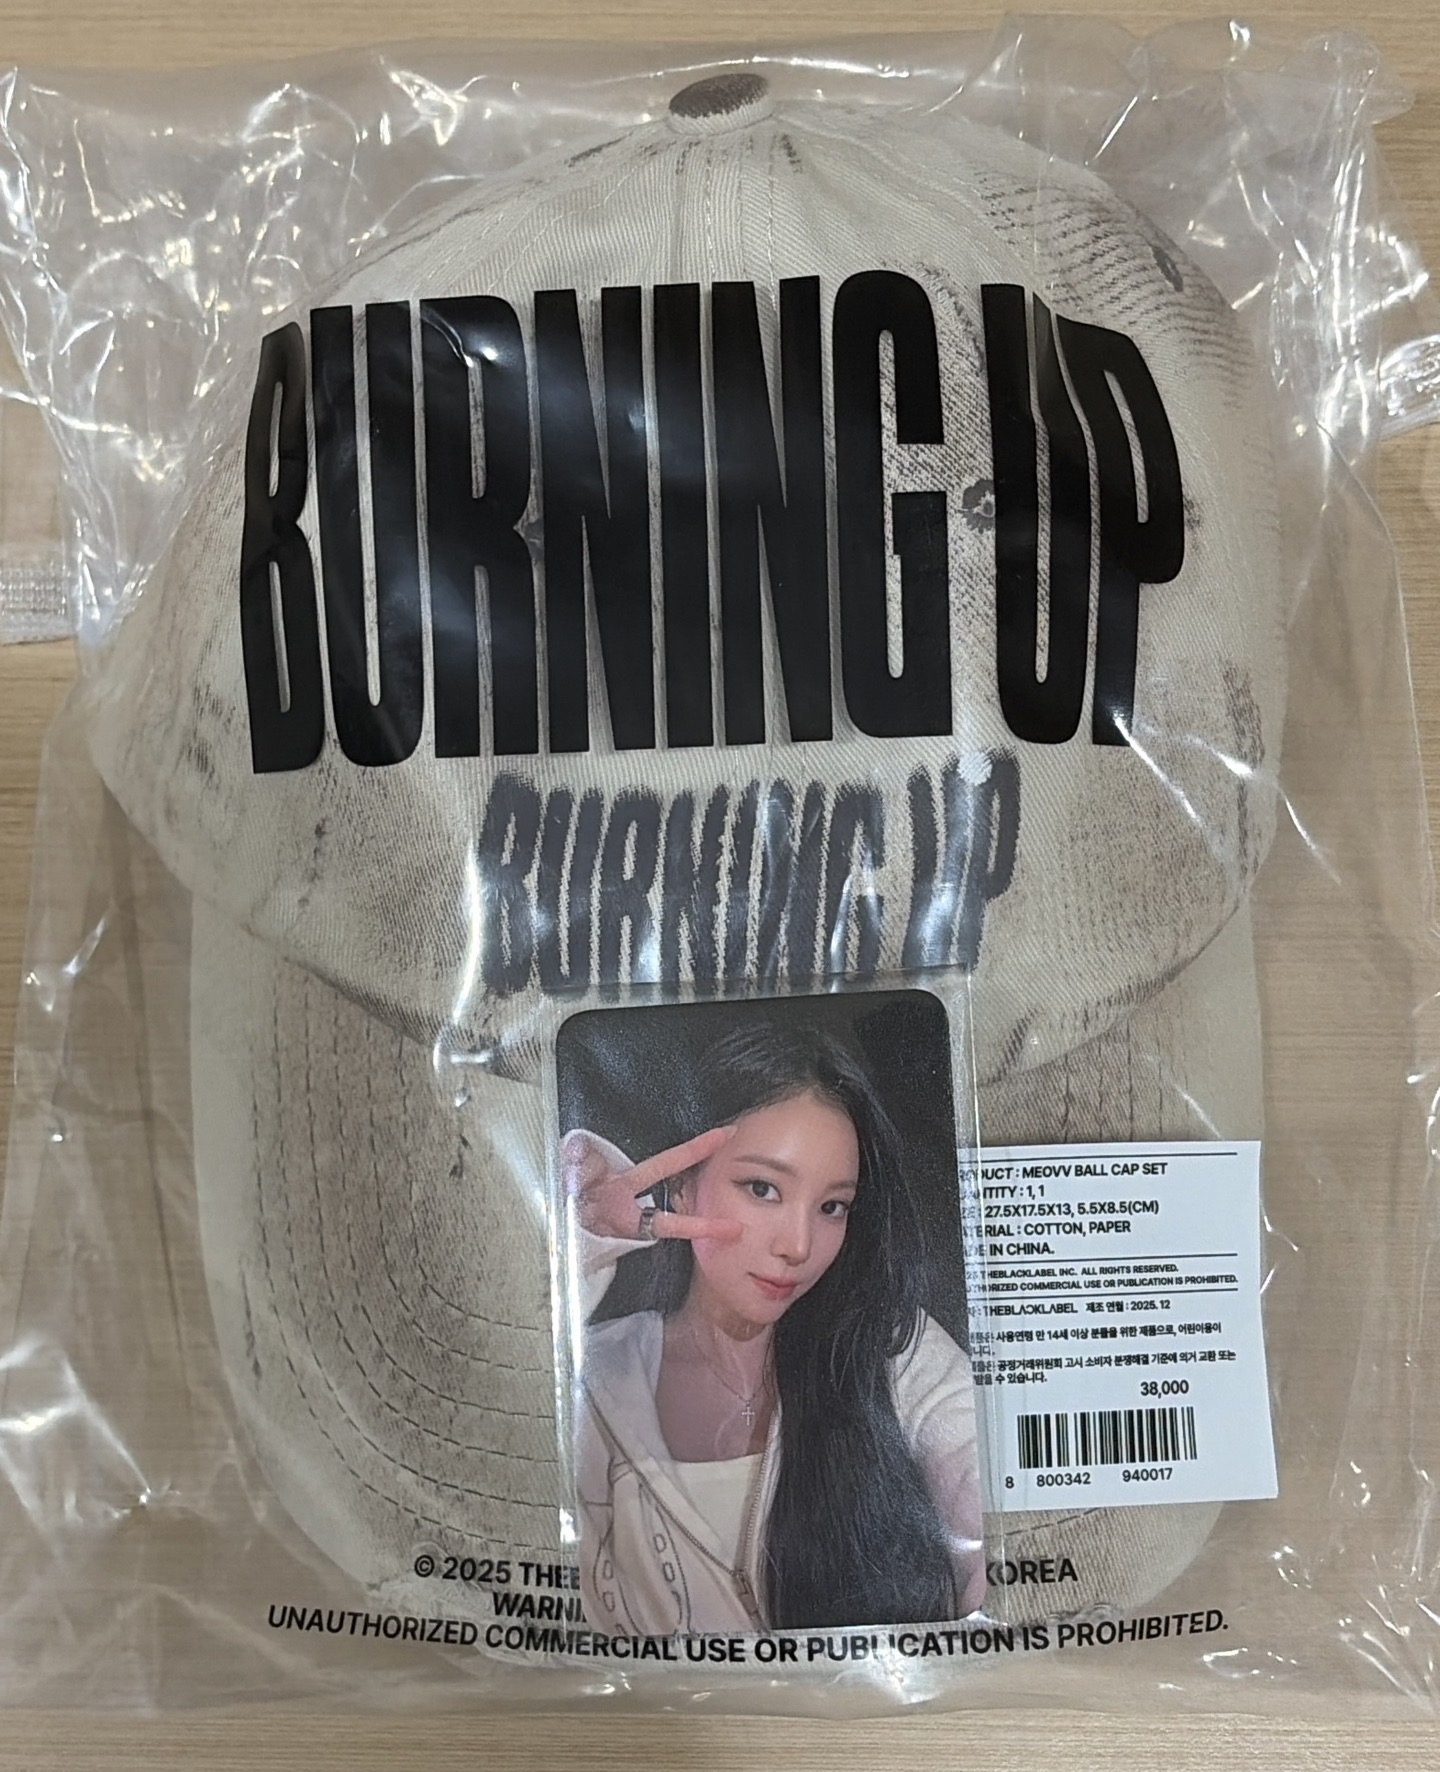 BURNING UP
BURNING UP
PRODUCT : MEOVV BALL CAP SET
QUANTITY : 1, 1
27.5X17.5X13, 5.5X8.5(CM)
MATERIAL : COTTON, PAPER
MADE IN CHINA.
THEBLACKLABEL INC. ALL RIGHTS RESERVED.
UNAUTHORIZED COMMERCIAL USE OR PUBLICATION IS PROHIBITED.
: THEBLACKLABEL 제조 연월 : 2025. 12
사용연령 만 14세 이상 분들을 위한 제품으로, 어린이용이
니다.
공정거래위원회 고시 소비자 분쟁해결 기준에 의거 교환 또는
받을 수 있습니다.
38,000
8 800342 940017
© 2025 THE KOREA
WARNI
UNAUTHORIZED COMMERCIAL USE OR PUBLICATION IS PROHIBITED.